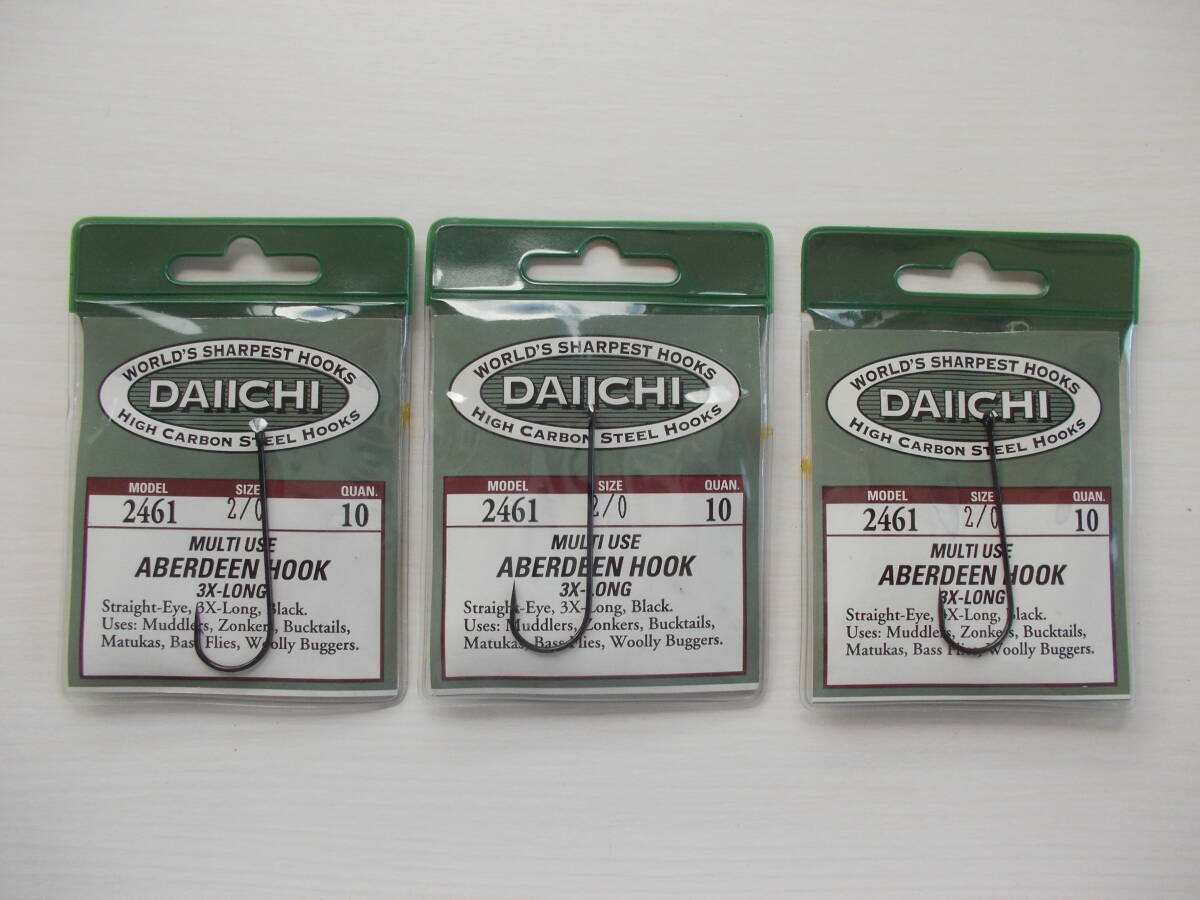 WORLD'S SHARPEST HOOKS
DAIICHI
HIGH CARBON STEEL HOOKS
MODEL SIZE QUAN.
2461 2/0 10
MULTI USE
ABERDEEN HOOK
3X-LONG
Straight-Eye, 3X-Long, Black.
Uses: Muddlers, Zonkers, Bucktails,
Matukas, Bass Flies, Woolly Buggers.
WORLD'S SHARPEST HOOKS
DAIICHI
HIGH CARBON STEEL HOOKS
MODEL SIZE QUAN.
2461 2/0 10
MULTI USE
ABERDEEN HOOK
3X-LONG
Straight-Eye, 3X-Long, Black.
Uses: Muddlers, Zonkers, Bucktails,
Matukas, Bass Flies, Woolly Buggers.
WORLD'S SHARPEST HOOKS
DAIICHI
HIGH CARBON STEEL HOOKS
MODEL SIZE QUAN.
2461 2/0 10
MULTI USE
ABERDEEN HOOK
3X-LONG
Straight-Eye, 3X-Long, Black.
Uses: Muddlers, Zonkers, Bucktails,
Matukas, Bass Flies, Woolly Buggers.